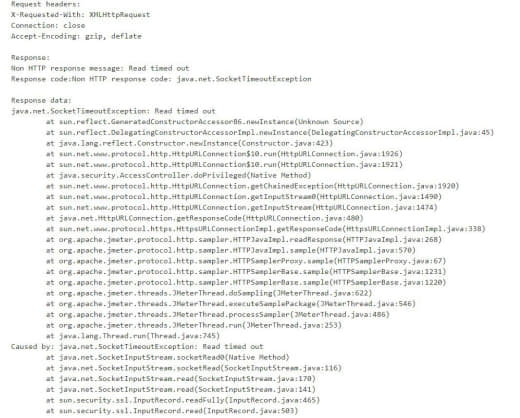 Request headers:
X-Requested-With: XMLHttpRequest
Connection: close
Accept-Encoding: gzip, deflate

Response:
Non HTTP response message: Read timed out
Response code:Non HTTP response code: java.net.SocketTimeoutException

Response data:
java.net.SocketTimeoutException: Read timed out
at sun.reflect.GeneratedConstructorAccessor86.newInstance(Unknown Source)
at sun.reflect.DelegatingConstructorAccessorImpl.newInstance(DelegatingConstructorAccessorImpl.java:45)
at java.lang.reflect.Constructor.newInstance(Constructor.java:423)
at sun.net.www.protocol.http.HttpURLConnection$10.run(HttpURLConnection.java:1926)
at sun.net.www.protocol.http.HttpURLConnection$10.run(HttpURLConnection.java:1921)
at java.security.AccessController.doPrivileged(Native Method)
at sun.net.www.protocol.http.HttpURLConnection.getChainedException(HttpURLConnection.java:1920)
at sun.net.www.protocol.http.HttpURLConnection.getInputStream0(HttpURLConnection.java:1490)
at sun.net.www.protocol.http.HttpURLConnection.getInputStream(HttpURLConnection.java:1474)
at java.net.HttpURLConnection.getResponseCode(HttpURLConnection.java:480)
at sun.net.www.protocol.https.HttpsURLConnectionImpl.getResponseCode(HttpsURLConnectionImpl.java:338)
at org.apache.jmeter.protocol.http.sampler.HTTPJavaImpl.readResponse(HTTPJavaImpl.java:268)
at org.apache.jmeter.protocol.http.sampler.HTTPJavaImpl.sample(HTTPJavaImpl.java:570)
at org.apache.jmeter.protocol.http.sampler.HTTPSamplerProxy.sample(HTTPSamplerProxy.java:67)
at org.apache.jmeter.protocol.http.sampler.HTTPSamplerBase.sample(HTTPSamplerBase.java:1231)
at org.apache.jmeter.protocol.http.sampler.HTTPSamplerBase.sample(HTTPSamplerBase.java:1220)
at org.apache.jmeter.threads.JMeterThread.doSampling(JMeterThread.java:622)
at org.apache.jmeter.threads.JMeterThread.executeSamplePackage(JMeterThread.java:546)
at org.apache.jmeter.threads.JMeterThread.processSampler(JMeterThread.java:486)
at org.apache.jmeter.threads.JMeterThread.run(JMeterThread.java:253)
at java.lang.Thread.run(Thread.java:745)
Caused by: java.net.SocketTimeoutException: Read timed out
at java.net.SocketInputStream.socketRead0(Native Method)
at java.net.SocketInputStream.socketRead(SocketInputStream.java:116)
at java.net.SocketInputStream.read(SocketInputStream.java:170)
at java.net.SocketInputStream.read(SocketInputStream.java:141)
at sun.security.ssl.InputRecord.readFully(InputRecord.java:465)
at sun.security.ssl.InputRecord.read(InputRecord.java:503)